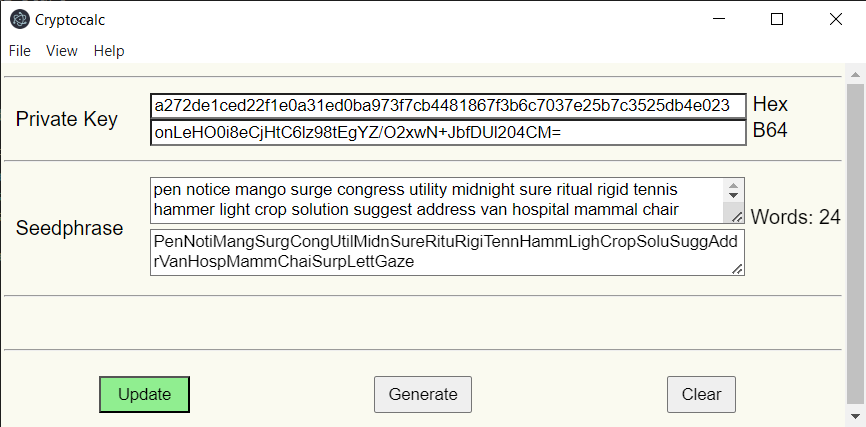 Cryptocalc
File View Help
Private Key
a272de1ced22f1e0a31ed0ba973f7cb4481867f3b6c7037e25b7c3525db4e023
Hex
onLeHO0i8eCjHtC6lz98tEgYZ/O2xwN+JbfDUl204CM=
B64
Seedphrase
pen notice mango surge congress utility midnight sure ritual rigid tennis
hammer light crop solution suggest address van hospital mammal chair
Words: 24
PenNotiMangSurgCongUtilMidnSureRituRigiTennHammLighCropSoluSuggAdd
rVanHospMammChaiSurpLettGaze
Update Generate Clear